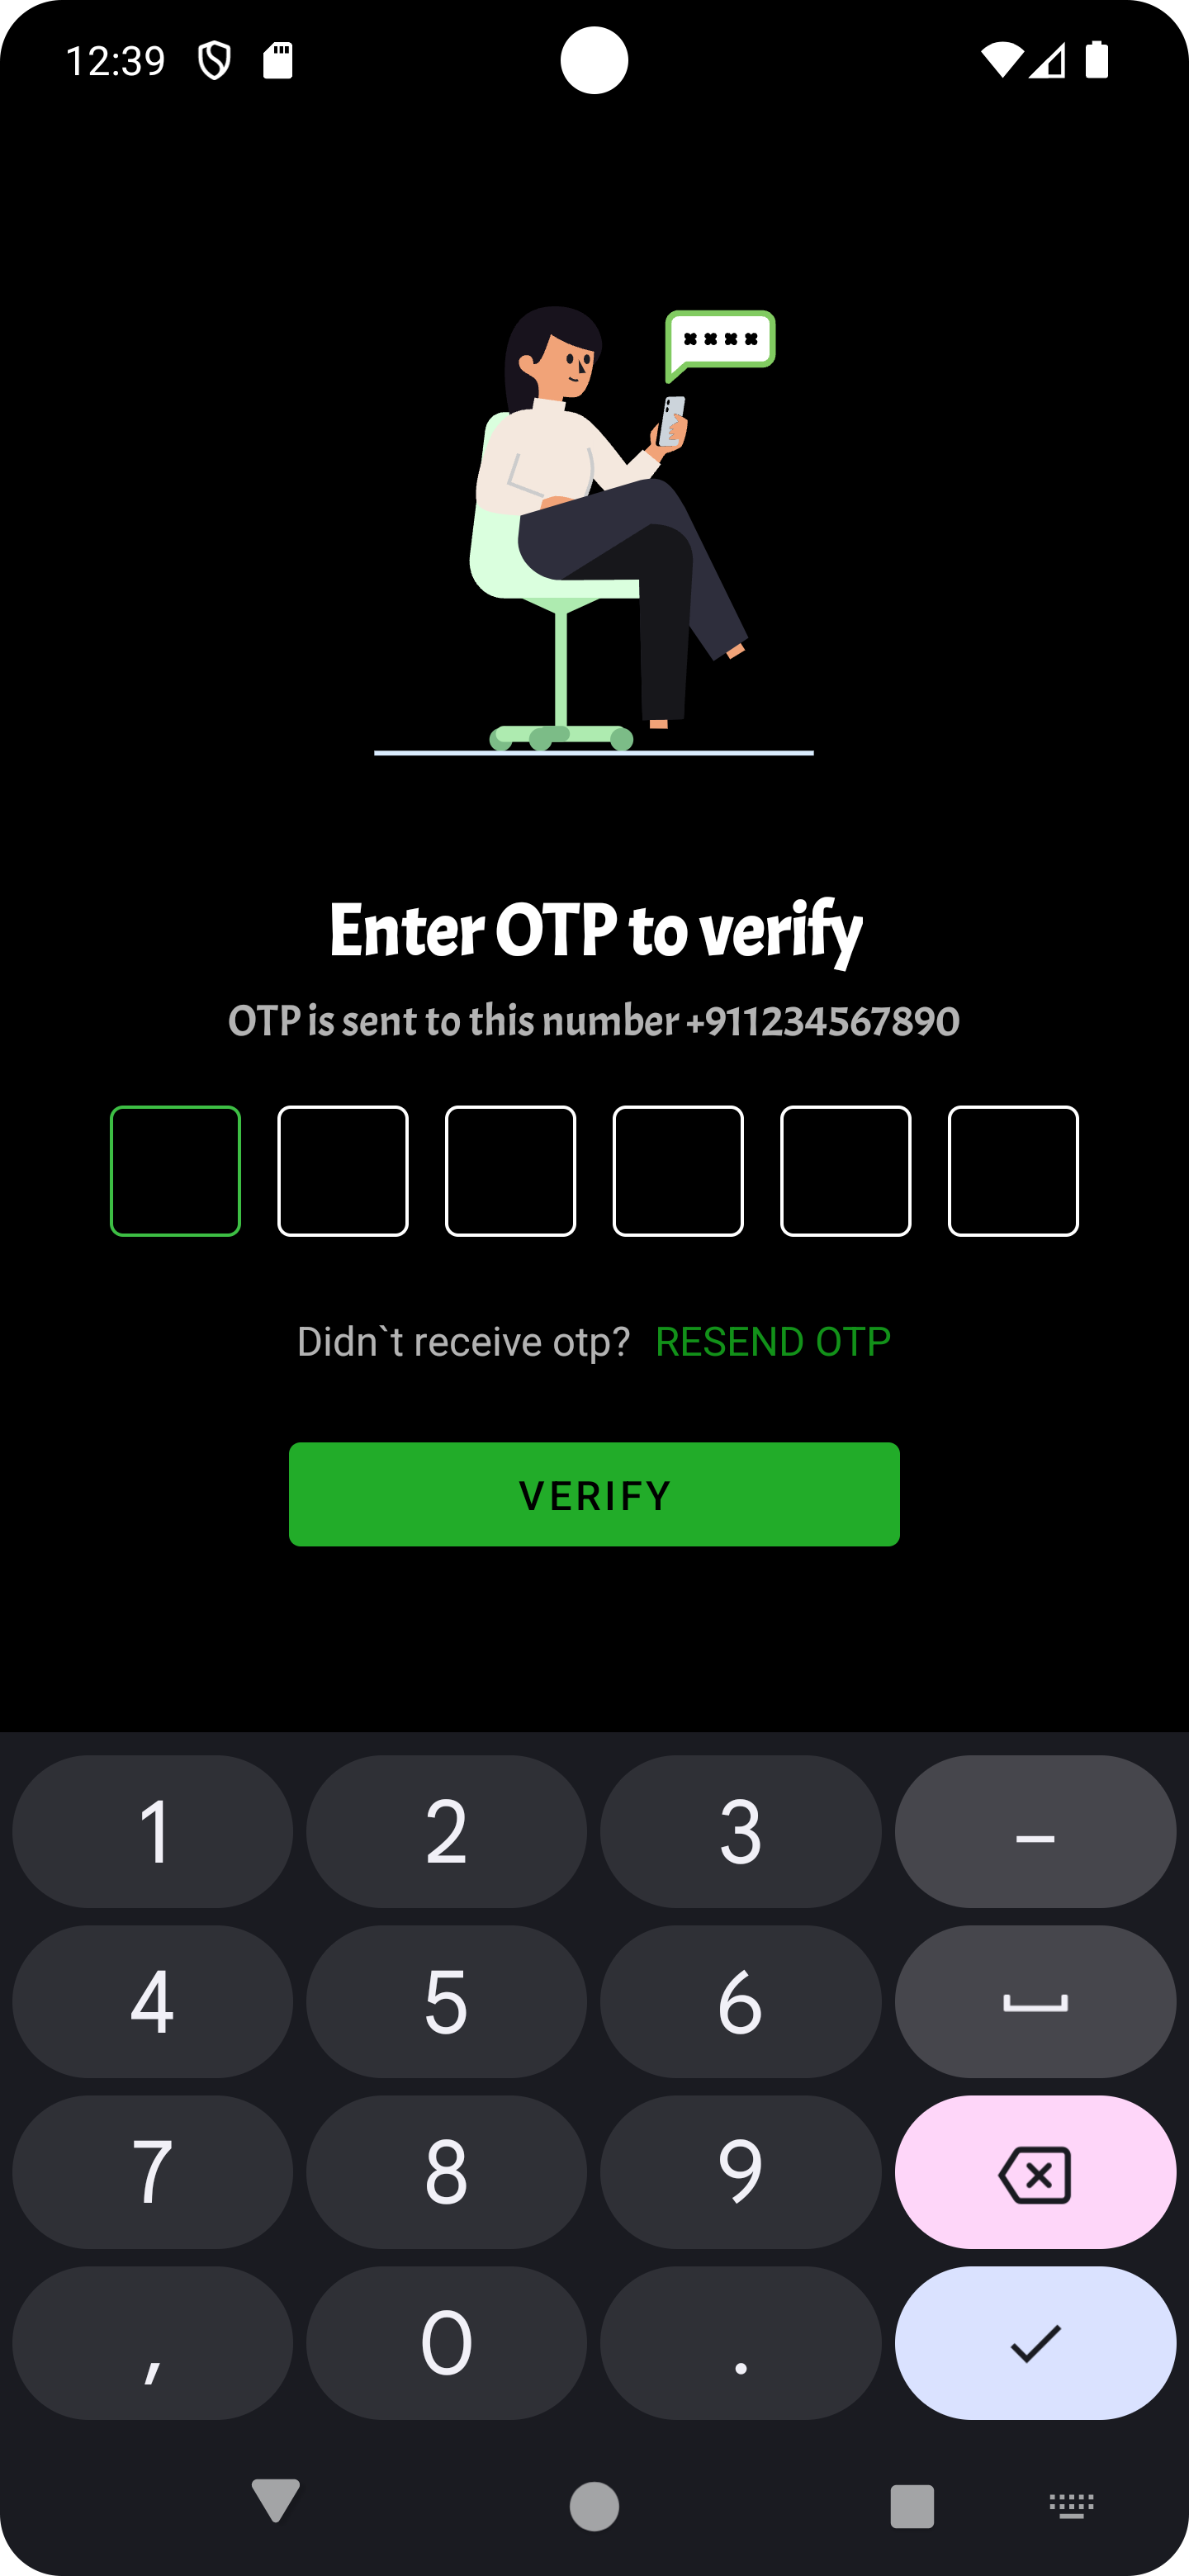 12:39
Enter OTP to verify
OTP is sent to this number +911234567890
Didn`t receive otp? RESEND OTP
VERIFY
1 2 3 –
4 5 6
7 8 9
, 0 .